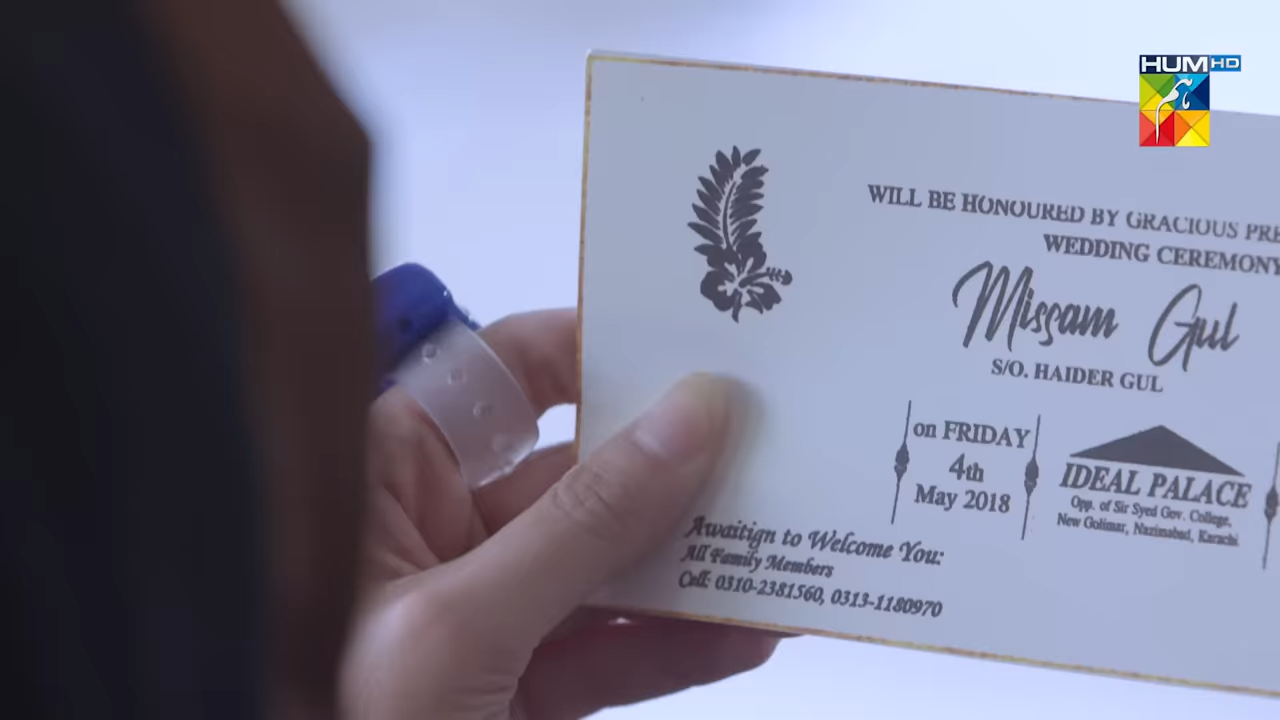 HUM HD
ہم
WILL BE HONOURED BY GRACIOUS
WEDDING CEREMONY
Missam Gul
S/O. HAIDER GUL
on FRIDAY
4th
May 2018
IDEAL PALACE
Opp. of Sir Syed Gov. College,
New Golimar, Nazimabad, Karachi.
Awaitign to Welcome You:
All Family Members
Cell: 0310-2381560, 0313-1180970